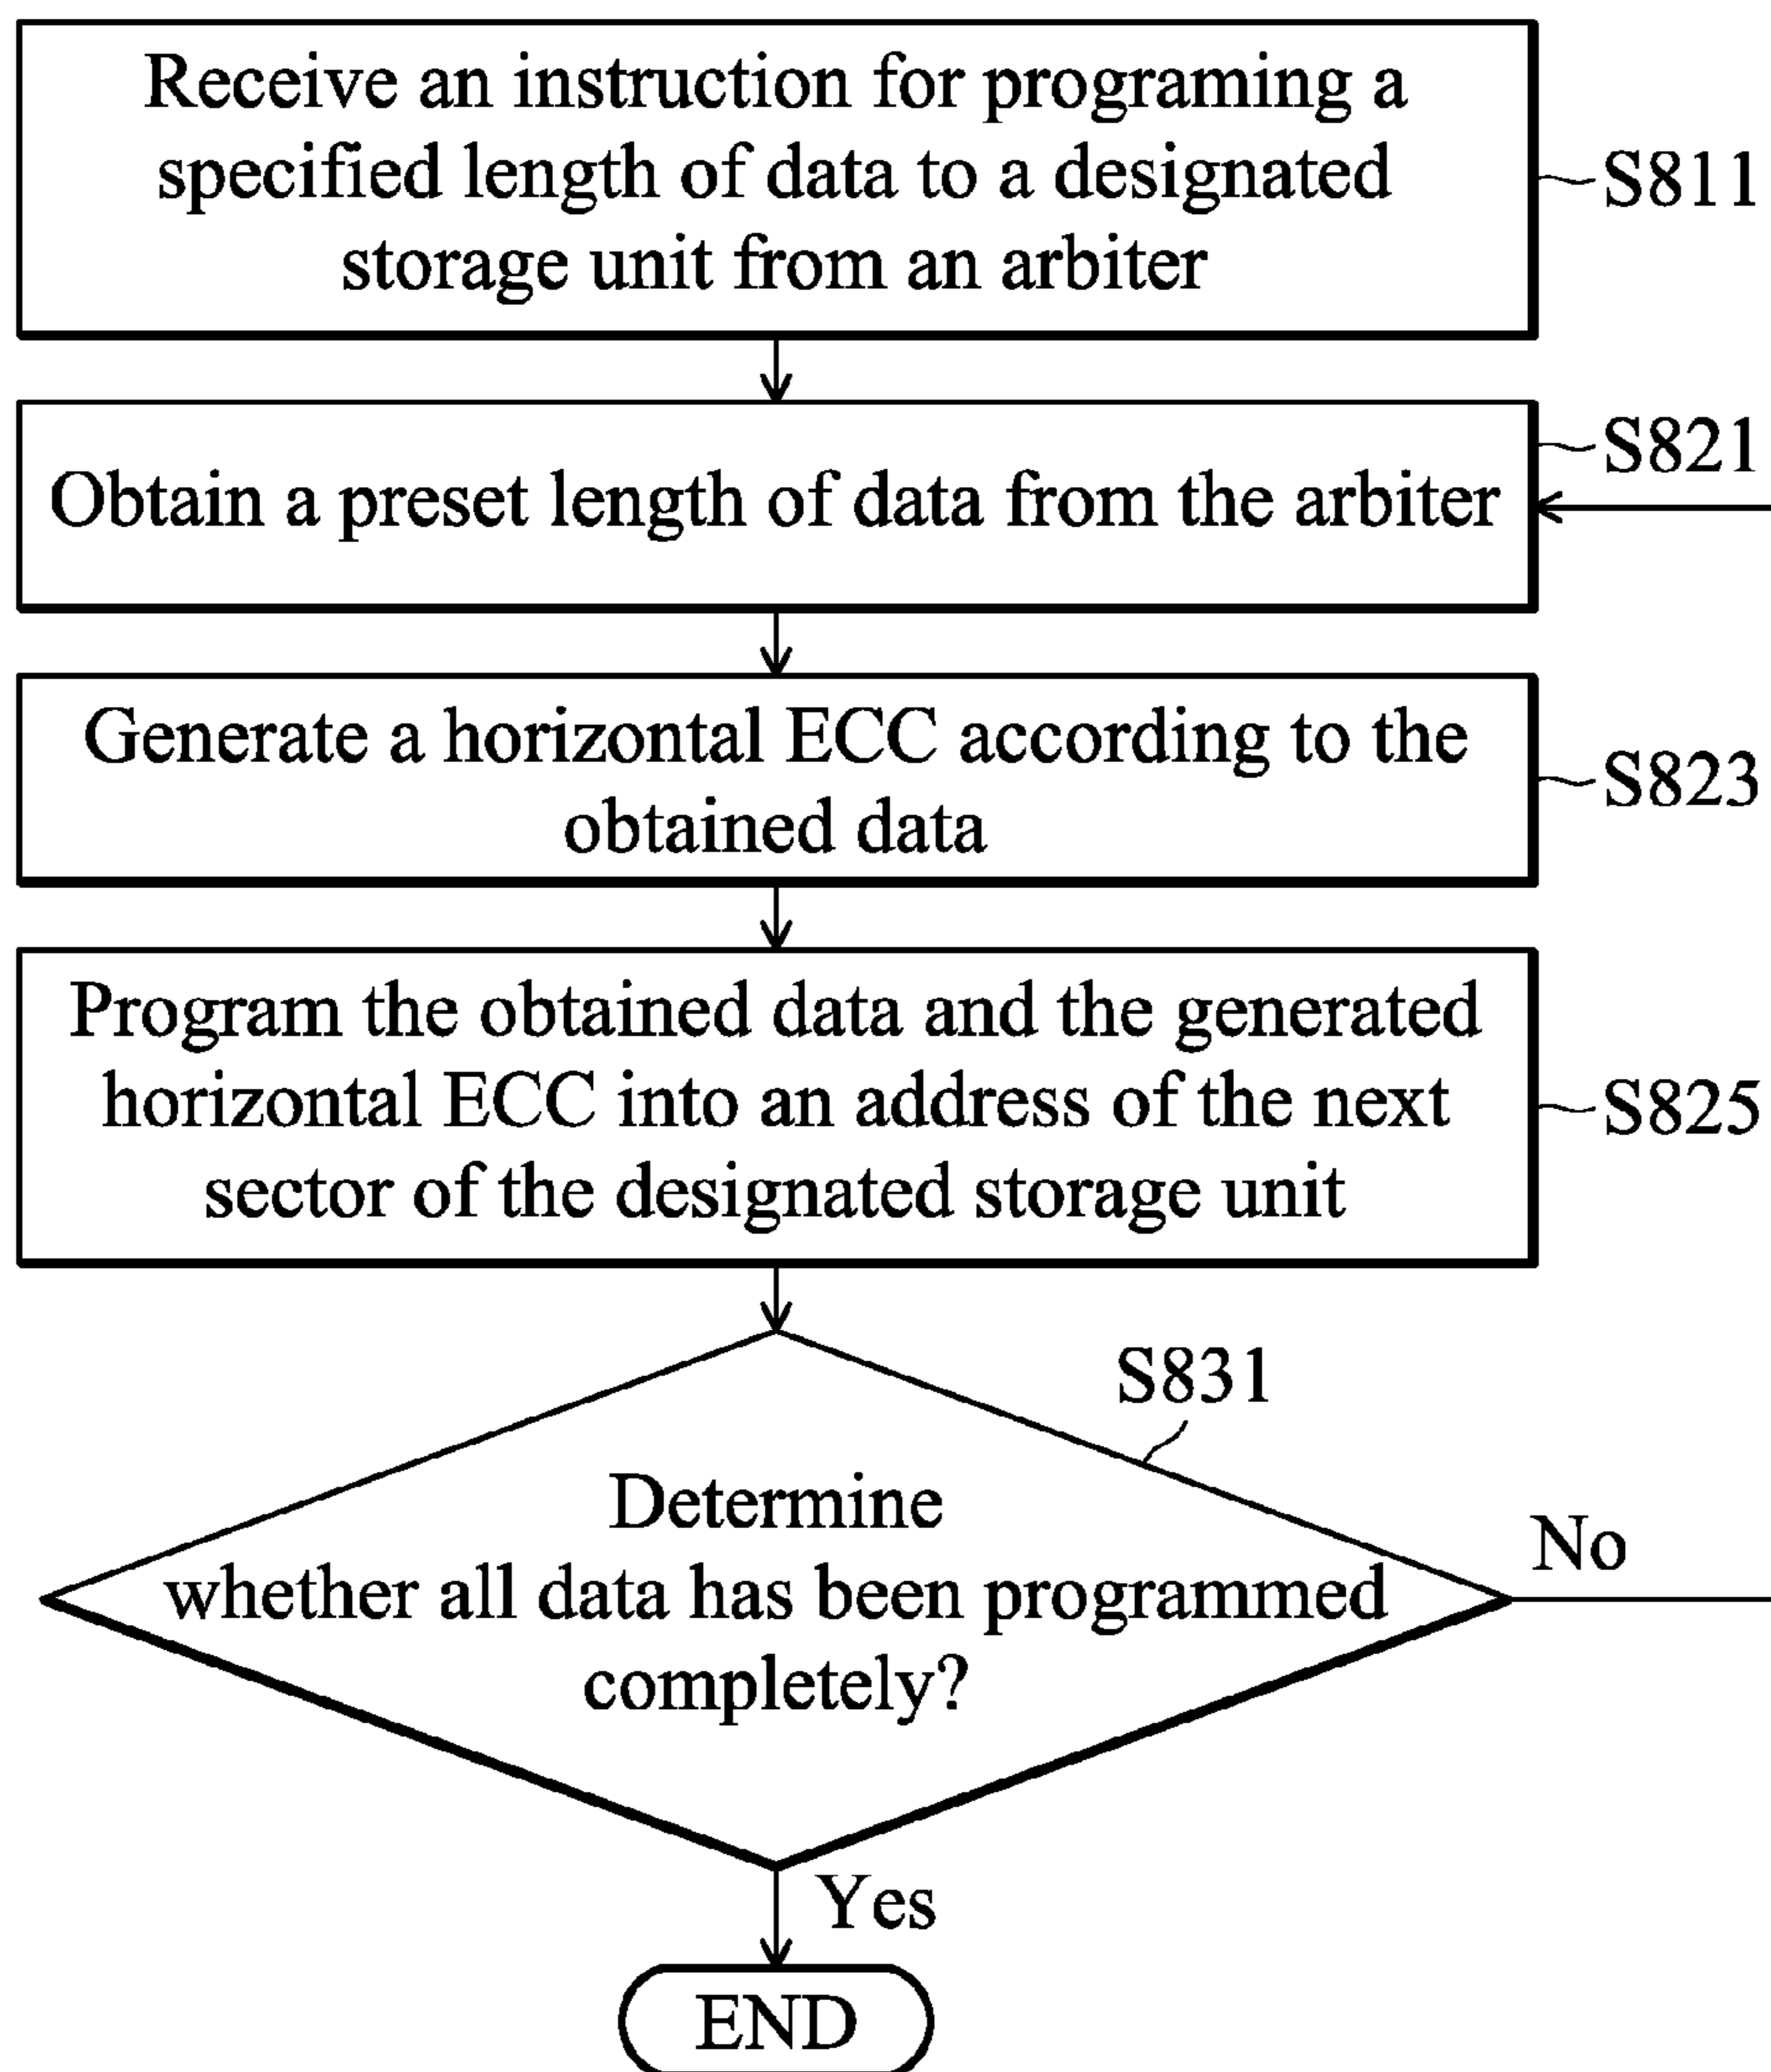 Receive an instruction for programing a
specified length of data to a designated
storage unit from an arbiter
S811
S821
Obtain a preset length of data from the arbiter
Generate a horizontal ECC according to the
obtained data
S823
Program the obtained data and the generated
horizontal ECC into an address of the next
sector of the designated storage unit
S825
S831
Determine
whether all data has been programmed
completely?
No
Yes
END